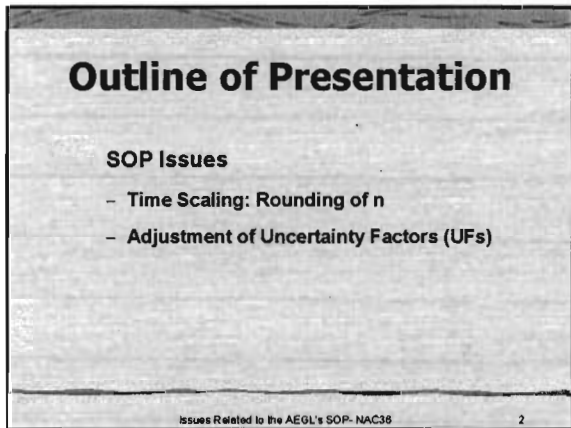 Outline of Presentation
SOP Issues
– Time Scaling: Rounding of n
– Adjustment of Uncertainty Factors (UFs)
Issues Related to the AEGL's SOP- NAC36
2